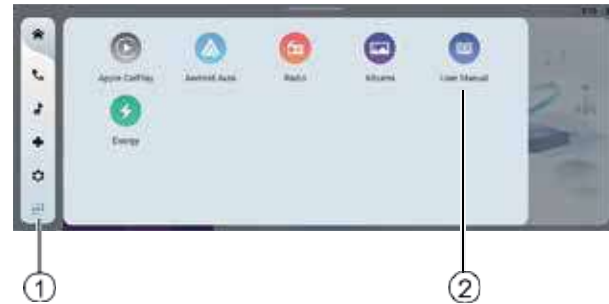 Apple CarPlay
Android Auto
Radio
Albums
User Manual
Energy
1
2